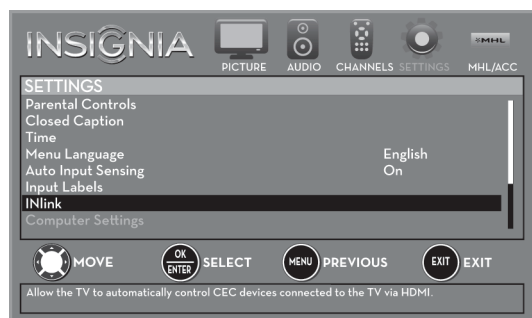 INSIGNIA
PICTURE AUDIO CHANNELS SETTINGS MHL MHL/ACC
SETTINGS
Parental Controls
Closed Caption
Time
Menu Language English
Auto Input Sensing On
Input Labels
INlink
Computer Settings
MOVE OK ENTER SELECT MENU PREVIOUS EXIT EXIT
Allow the TV to automatically control CEC devices connected to the TV via HDMI.